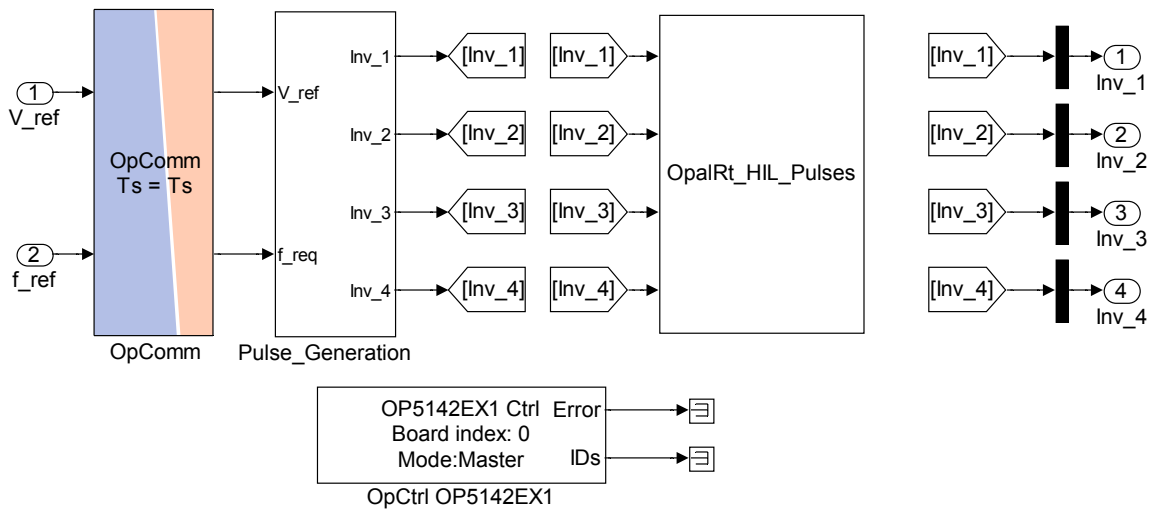 1
V_ref
2
f_ref
OpComm
Ts = Ts
OpComm
V_ref
f_req
Inv_1
Inv_2
Inv_3
Inv_4
Pulse_Generation
[Inv_1]
[Inv_2]
[Inv_3]
[Inv_4]
[Inv_1]
[Inv_2]
[Inv_3]
[Inv_4]
OpalRt_HIL_Pulses
[Inv_1]
[Inv_2]
[Inv_3]
[Inv_4]
1
Inv_1
2
Inv_2
3
Inv_3
4
Inv_4
OP5142EX1 Ctrl
Board index: 0
Mode:Master
Error
IDs
OpCtrl OP5142EX1